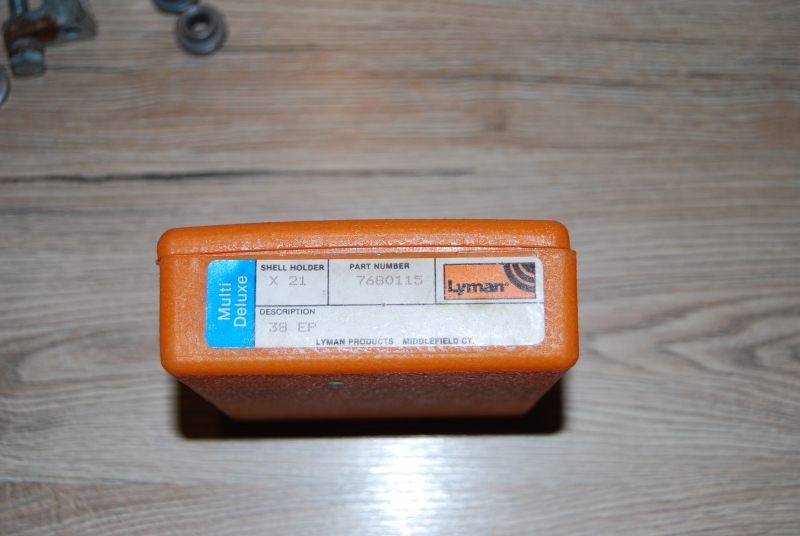 Multi
Deluxe
SHELL HOLDER
X 21
PART NUMBER
7680115
Lyman®
DESCRIPTION
38 EP
LYMAN PRODUCTS MIDDLEFIELD CT.